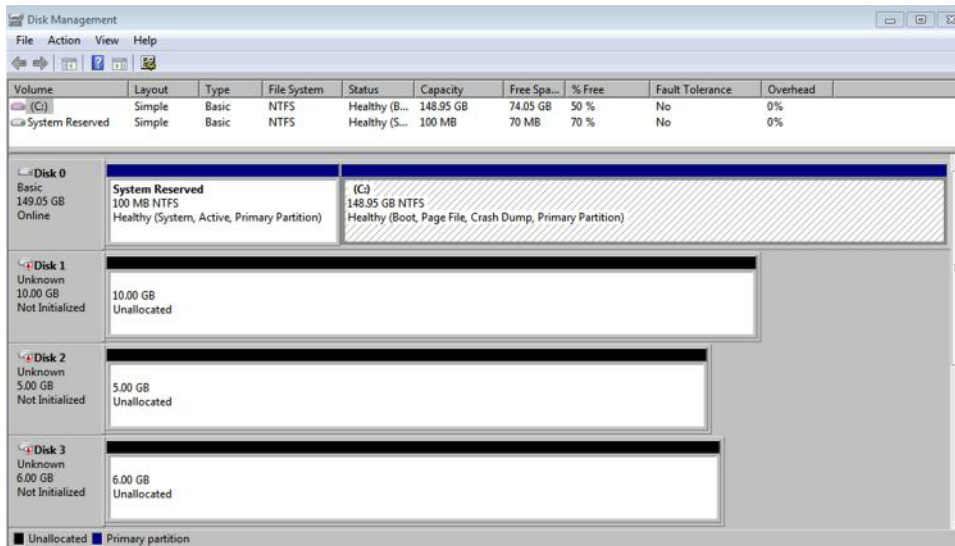 Disk Management
File Action View Help
Volume Layout Type File System Status Capacity Free Spa... % Free Fault Tolerance Overhead
(C:) Simple Basic NTFS Healthy (B... 148.95 GB 74.05 GB 50 % No 0%
System Reserved Simple Basic NTFS Healthy (S... 100 MB 70 MB 70 % No 0%
Disk 0
Basic
149.05 GB
Online
System Reserved
100 MB NTFS
Healthy (System, Active, Primary Partition)
(C:)
148.95 GB NTFS
Healthy (Boot, Page File, Crash Dump, Primary Partition)
Disk 1
Unknown
10.00 GB
Not Initialized
10.00 GB
Unallocated
Disk 2
Unknown
5.00 GB
Not Initialized
5.00 GB
Unallocated
Disk 3
Unknown
6.00 GB
Not Initialized
6.00 GB
Unallocated
Unallocated Primary partition